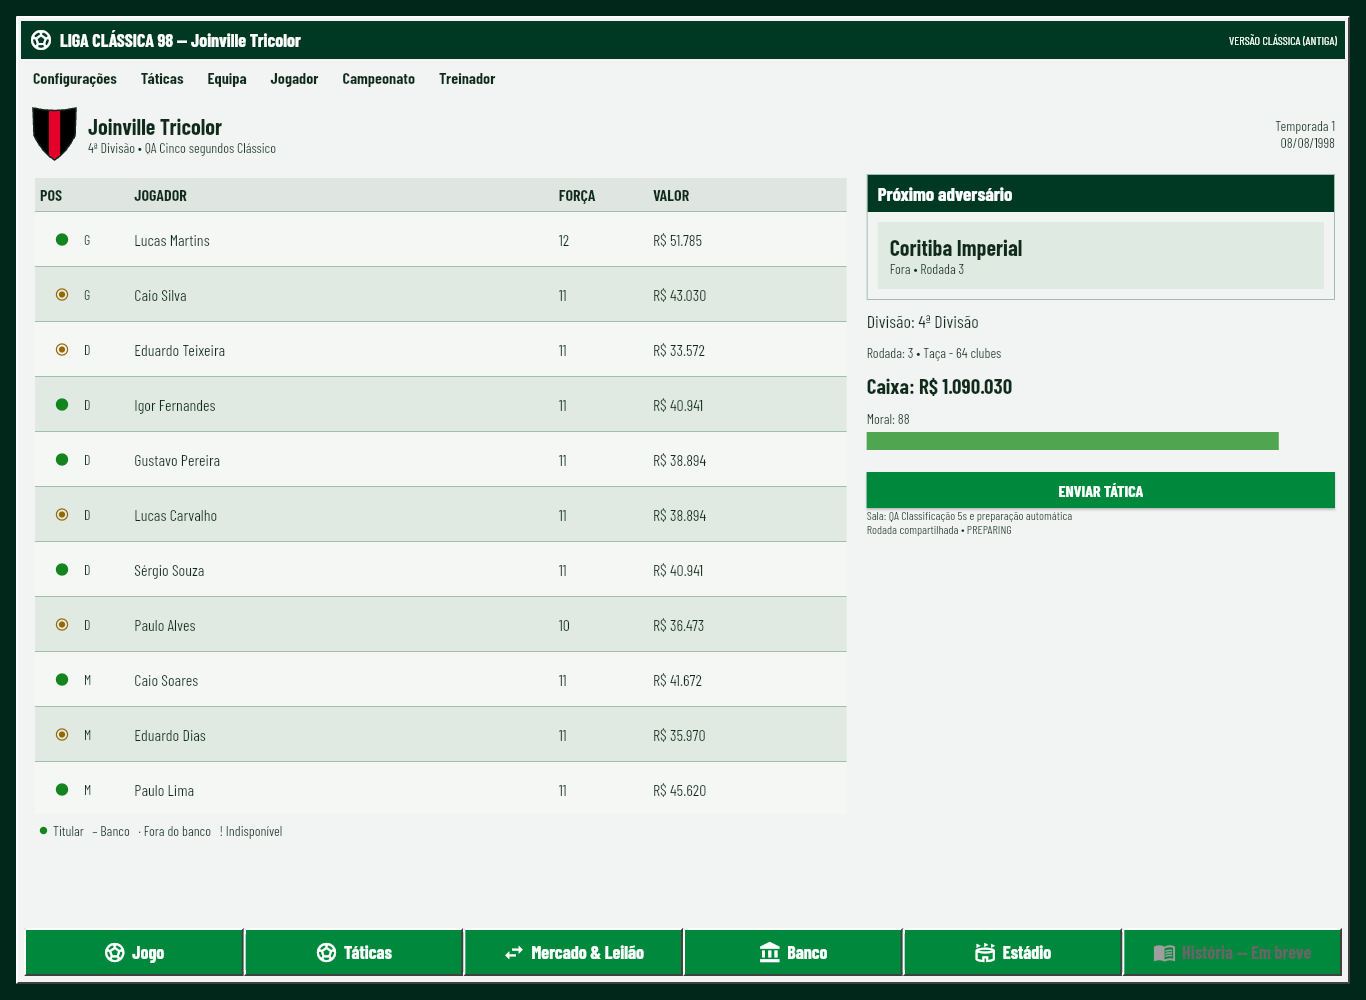 LIGA CLÁSSICA 98 — Joinville Tricolor
VERSÃO CLÁSSICA (ANTIGA)
Configurações Táticas Equipa Jogador Campeonato Treinador
Joinville Tricolor
4ª Divisão • QA Cinco segundos Clássico
Temporada 1
08/08/1998
POS JOGADOR FORÇA VALOR
G Lucas Martins 12 R$ 51.785
G Caio Silva 11 R$ 43.030
D Eduardo Teixeira 11 R$ 33.572
D Igor Fernandes 11 R$ 40.941
D Gustavo Pereira 11 R$ 38.894
D Lucas Carvalho 11 R$ 38.894
D Sérgio Souza 11 R$ 40.941
D Paulo Alves 10 R$ 36.473
M Caio Soares 11 R$ 41.672
M Eduardo Dias 11 R$ 35.970
M Paulo Lima 11 R$ 45.620
● Titular – Banco · Fora do banco ! Indisponível
Próximo adversário
Coritiba Imperial
Fora • Rodada 3
Divisão: 4ª Divisão
Rodada: 3 • Taça - 64 clubes
Caixa: R$ 1.090.030
Moral: 88
ENVIAR TÁTICA
Sala: QA Classificação 5s e preparação automática
Rodada compartilhada • PREPARING
Jogo Táticas Mercado & Leilão Banco Estádio História — Em breve